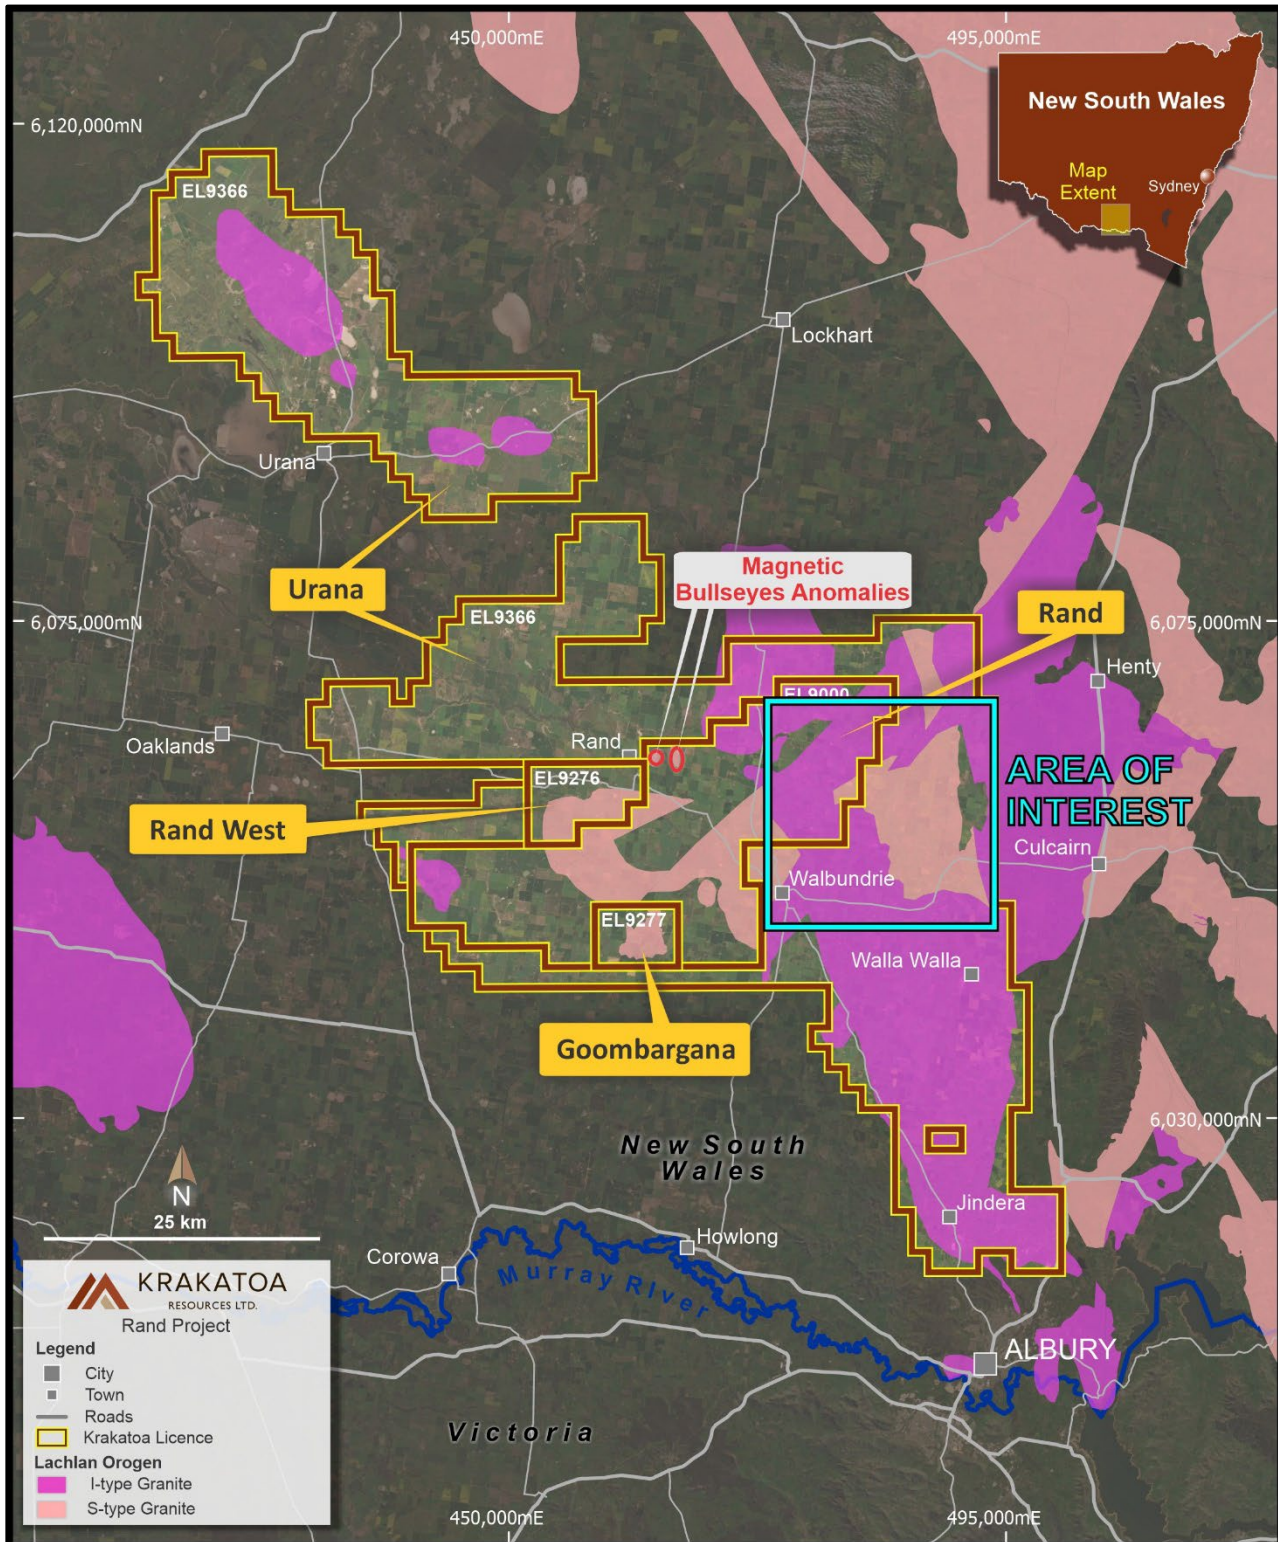 450,000mE
495,000mE
New South Wales
Map
Extent
Sydney
6,120,000mN
EL9366
Lockhart
Urana
Urana
Magnetic
Bullseyes Anomalies
EL9366
Rand
6,075,000mN
6,075,000mN
Henty
EL9000
Oaklands
Rand
AREA OF
INTEREST
EL9276
Rand West
Culcairn
Walbundrie
EL9277
Walla Walla
Goombargana
6,030,000mN
New South
Wales
N
25 km
Jindera
Howlong
Corowa
Murray River
KRAKATOA
RESOURCES LTD.
Rand Project
Legend
City
Town
Roads
Krakatoa Licence
Lachlan Orogen
I-type Granite
S-type Granite
ALBURY
Victoria
450,000mE
495,000mE